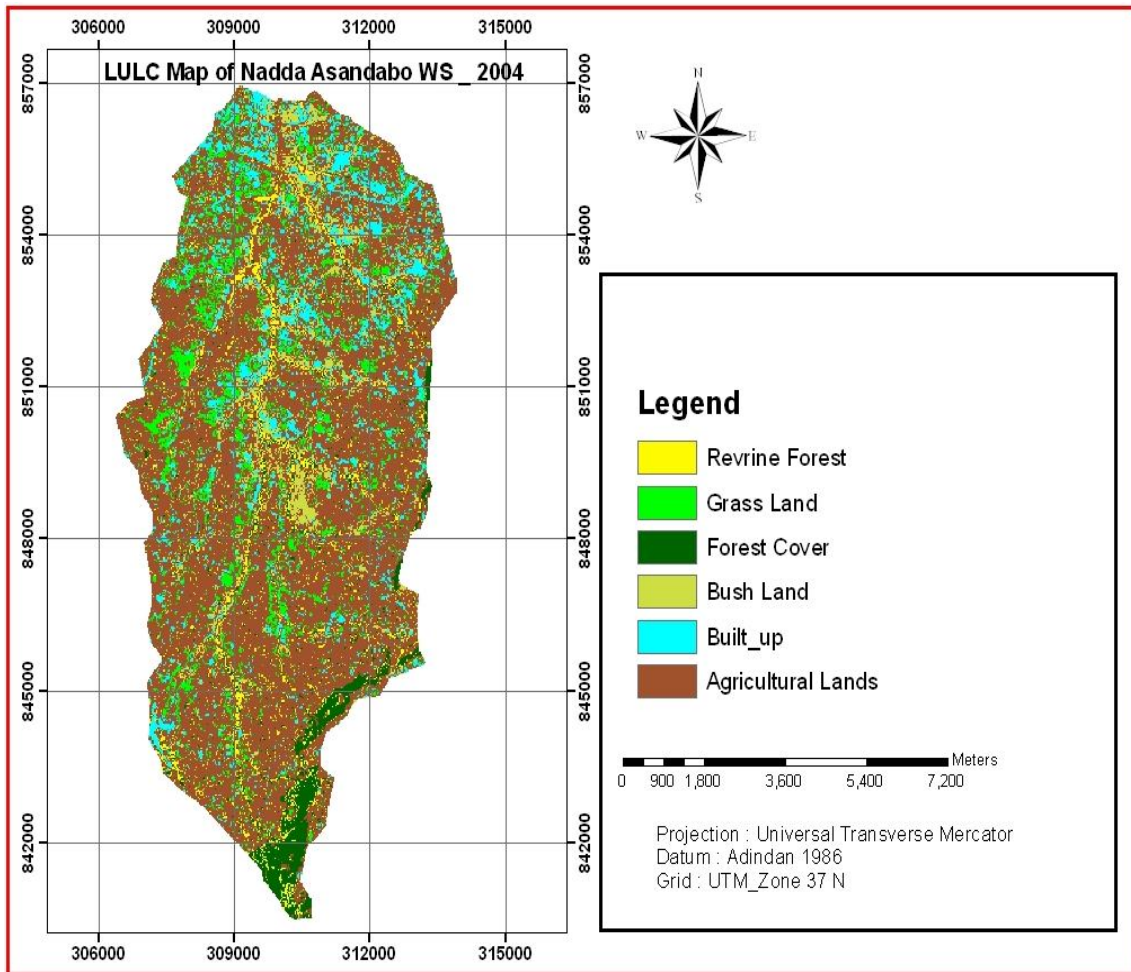 306000 309000 312000 315000
LULC Map of Nadda Asandabo WS_ 2004
857000 857000
854000 854000
851000 851000
848000 848000
845000 845000
842000 842000
306000 309000 312000 315000
N
W E
S
Legend
Revrine Forest
Grass Land
Forest Cover
Bush Land
Built_up
Agricultural Lands
Meters
0 900 1,800 3,600 5,400 7,200
Projection : Universal Transverse Mercator
Datum : Adindan 1986
Grid : UTM_Zone 37 N